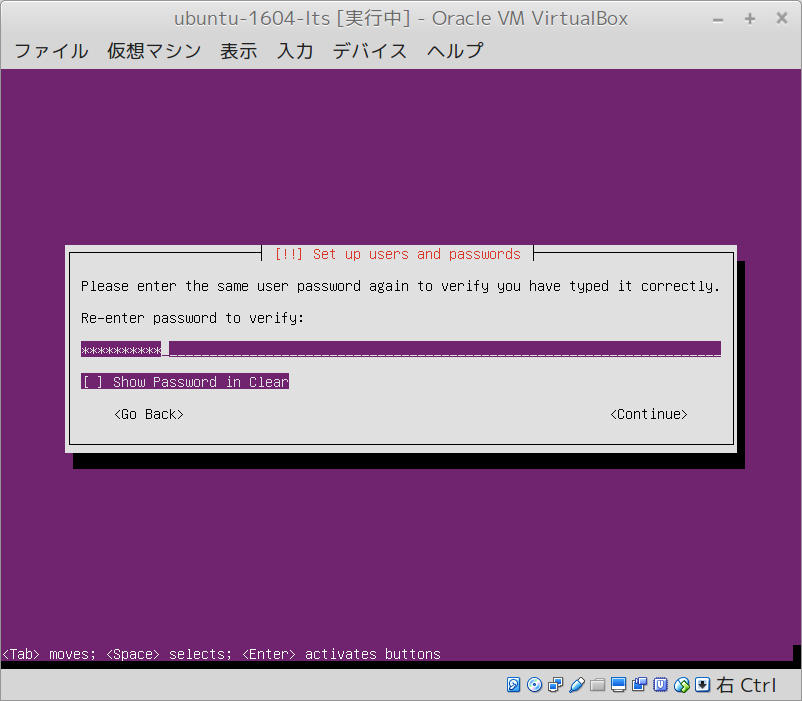 ubuntu-1604-lts [実行中] - Oracle VM VirtualBox
ファイル 仮想マシン 表示 入力 デバイス ヘルプ
[!!] Set up users and passwords
Please enter the same user password again to verify you have typed it correctly.
Re-enter password to verify:
**********
[ ] Show Password in Clear
<Go Back> <Continue>
<Tab> moves; <Space> selects; <Enter> activates buttons
右 Ctrl